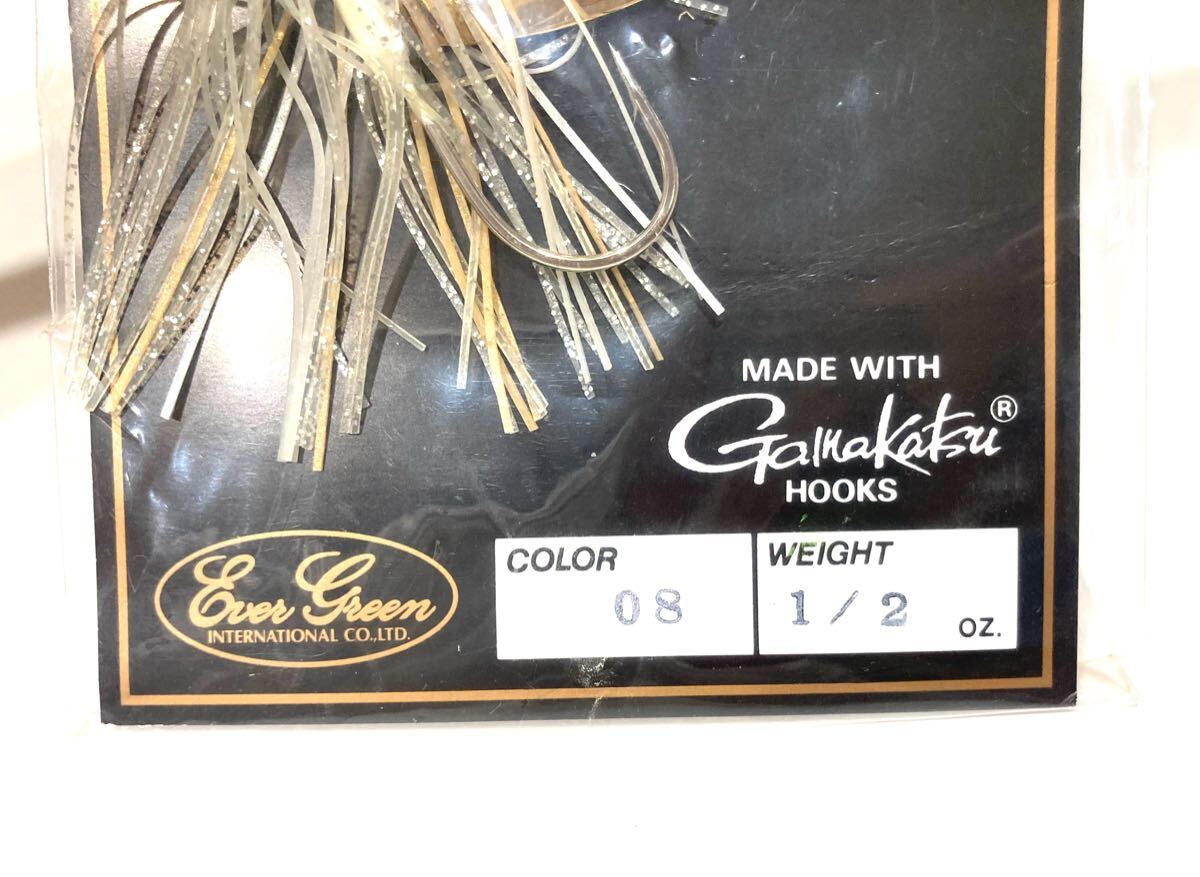 MADE WITH
Gamakatsu®
HOOKS
Ever Green
INTERNATIONAL CO.,LTD.
COLOR
08
WEIGHT
1/2 OZ.